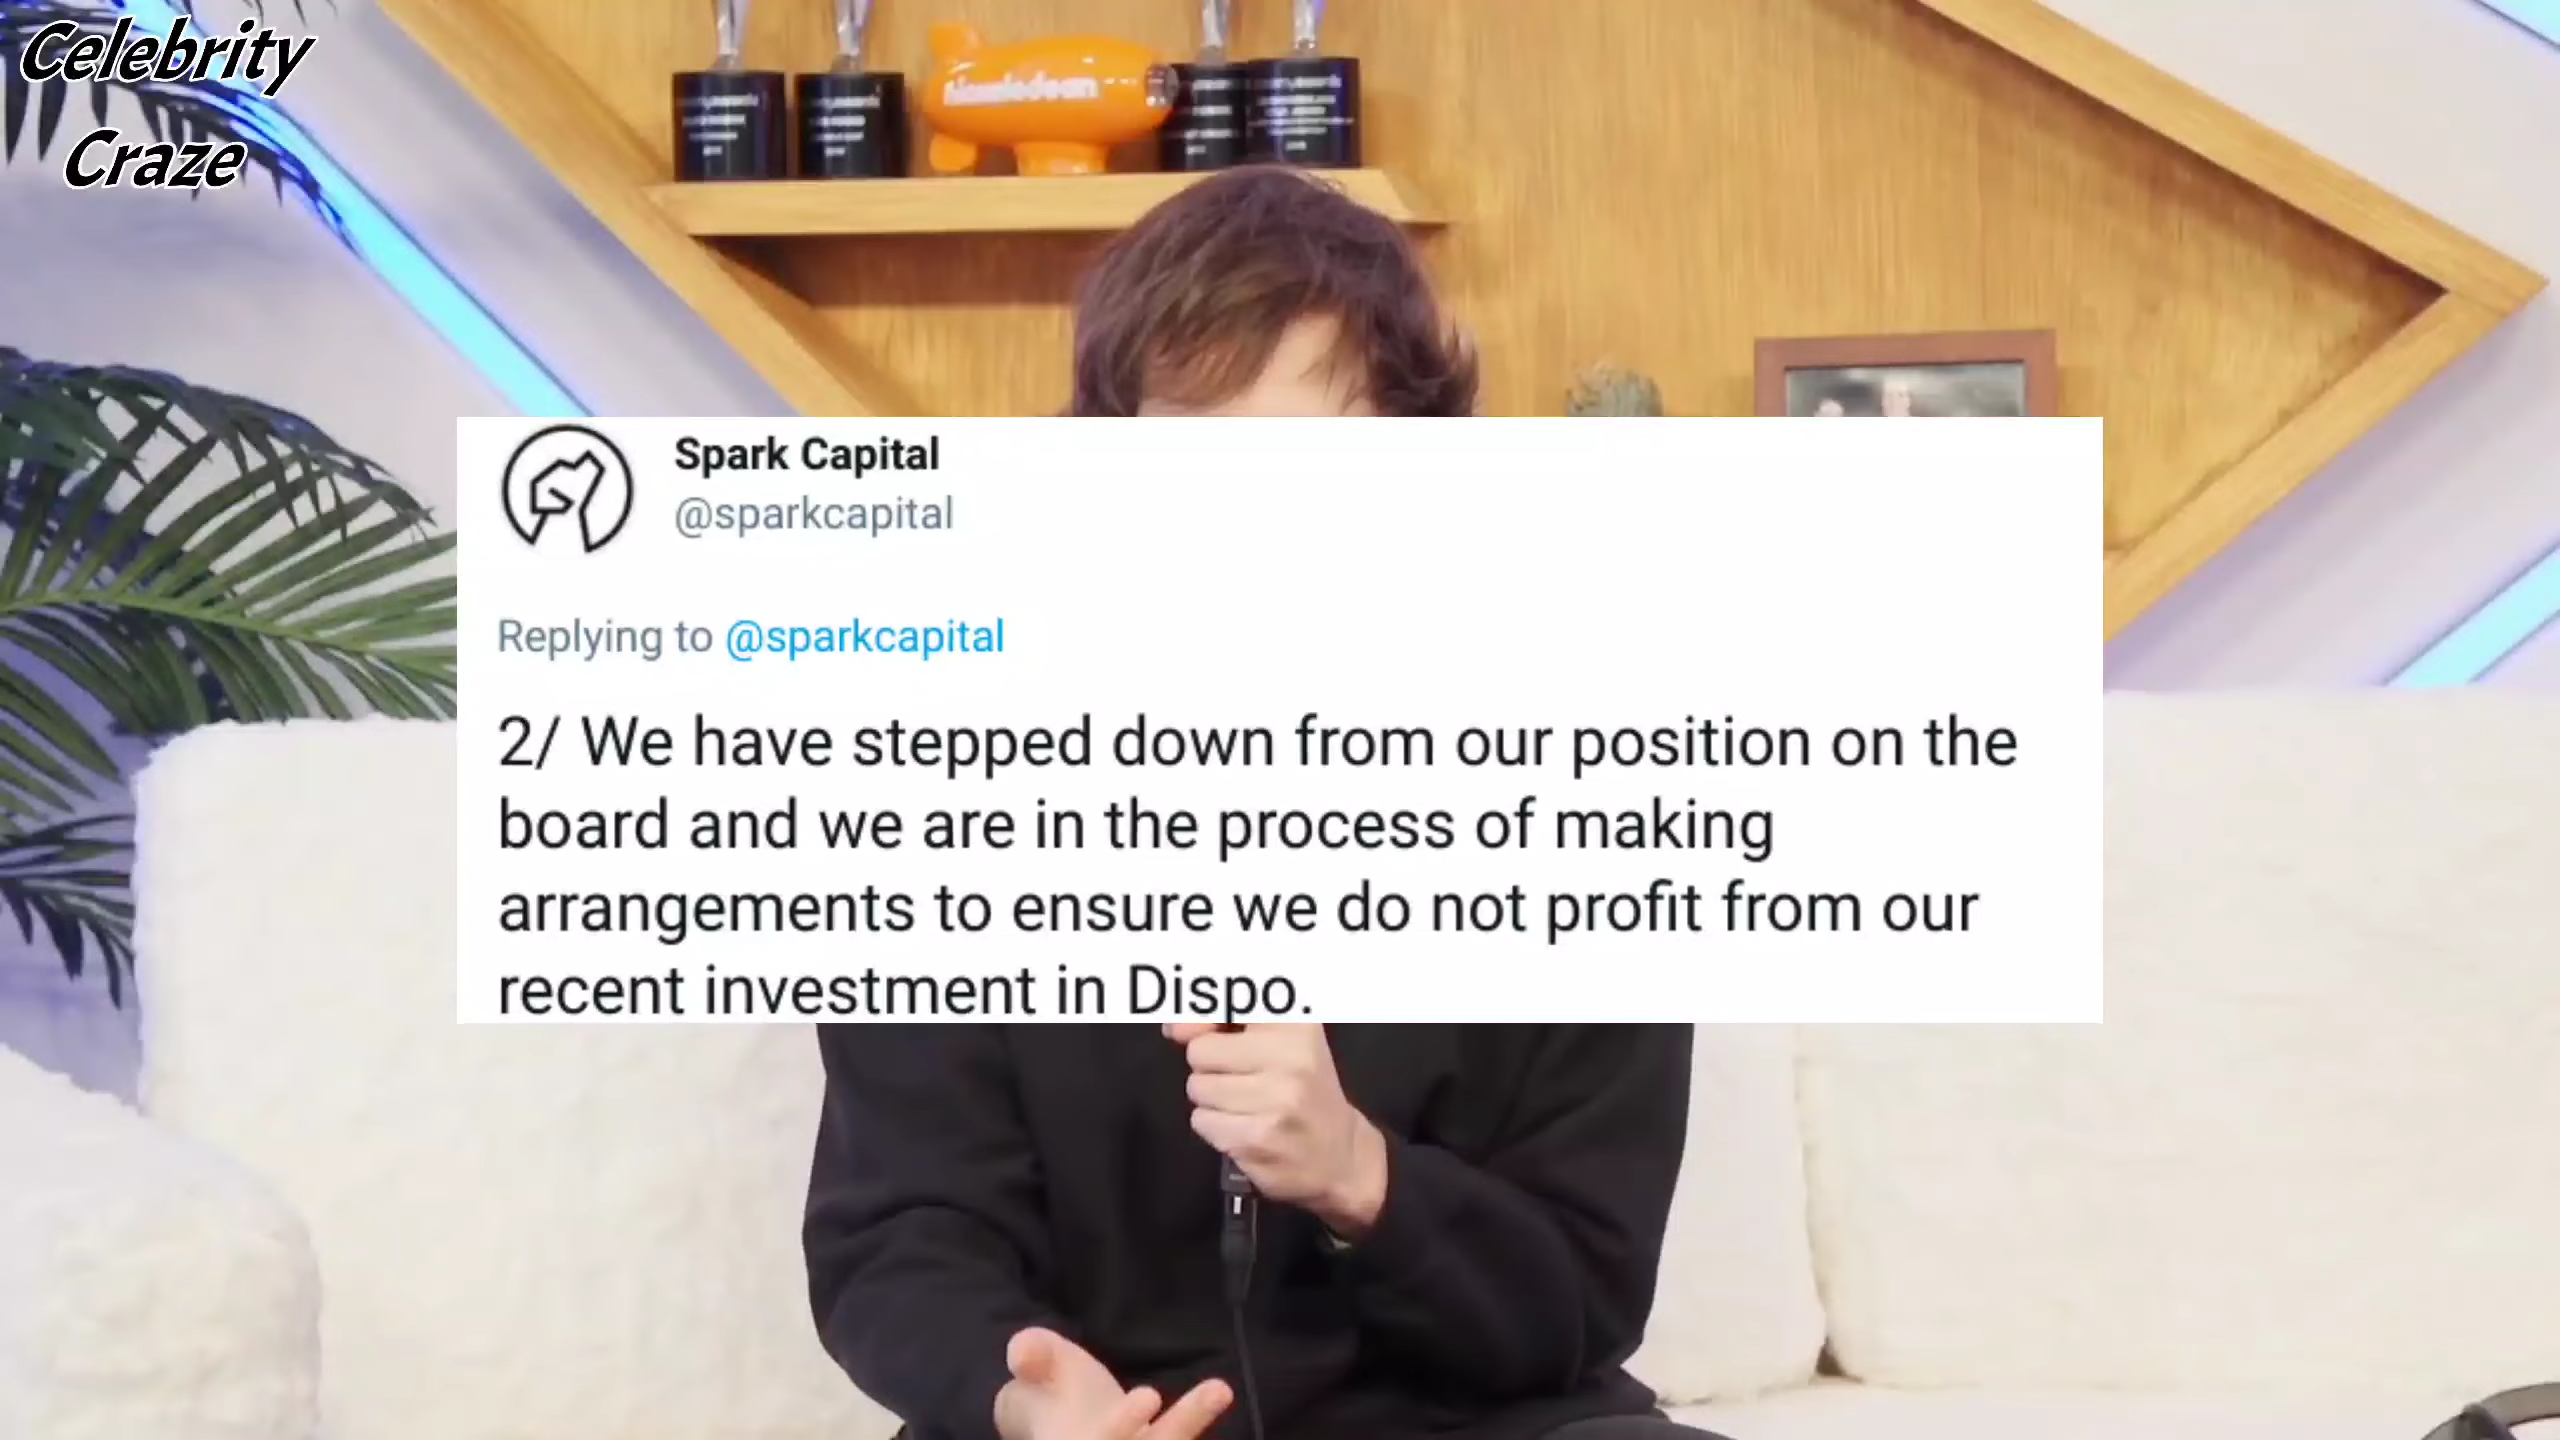 Celebrity
Craze
nickelodeon
Spark Capital
@sparkcapital
Replying to @sparkcapital
2/ We have stepped down from our position on the
board and we are in the process of making
arrangements to ensure we do not profit from our
recent investment in Dispo.